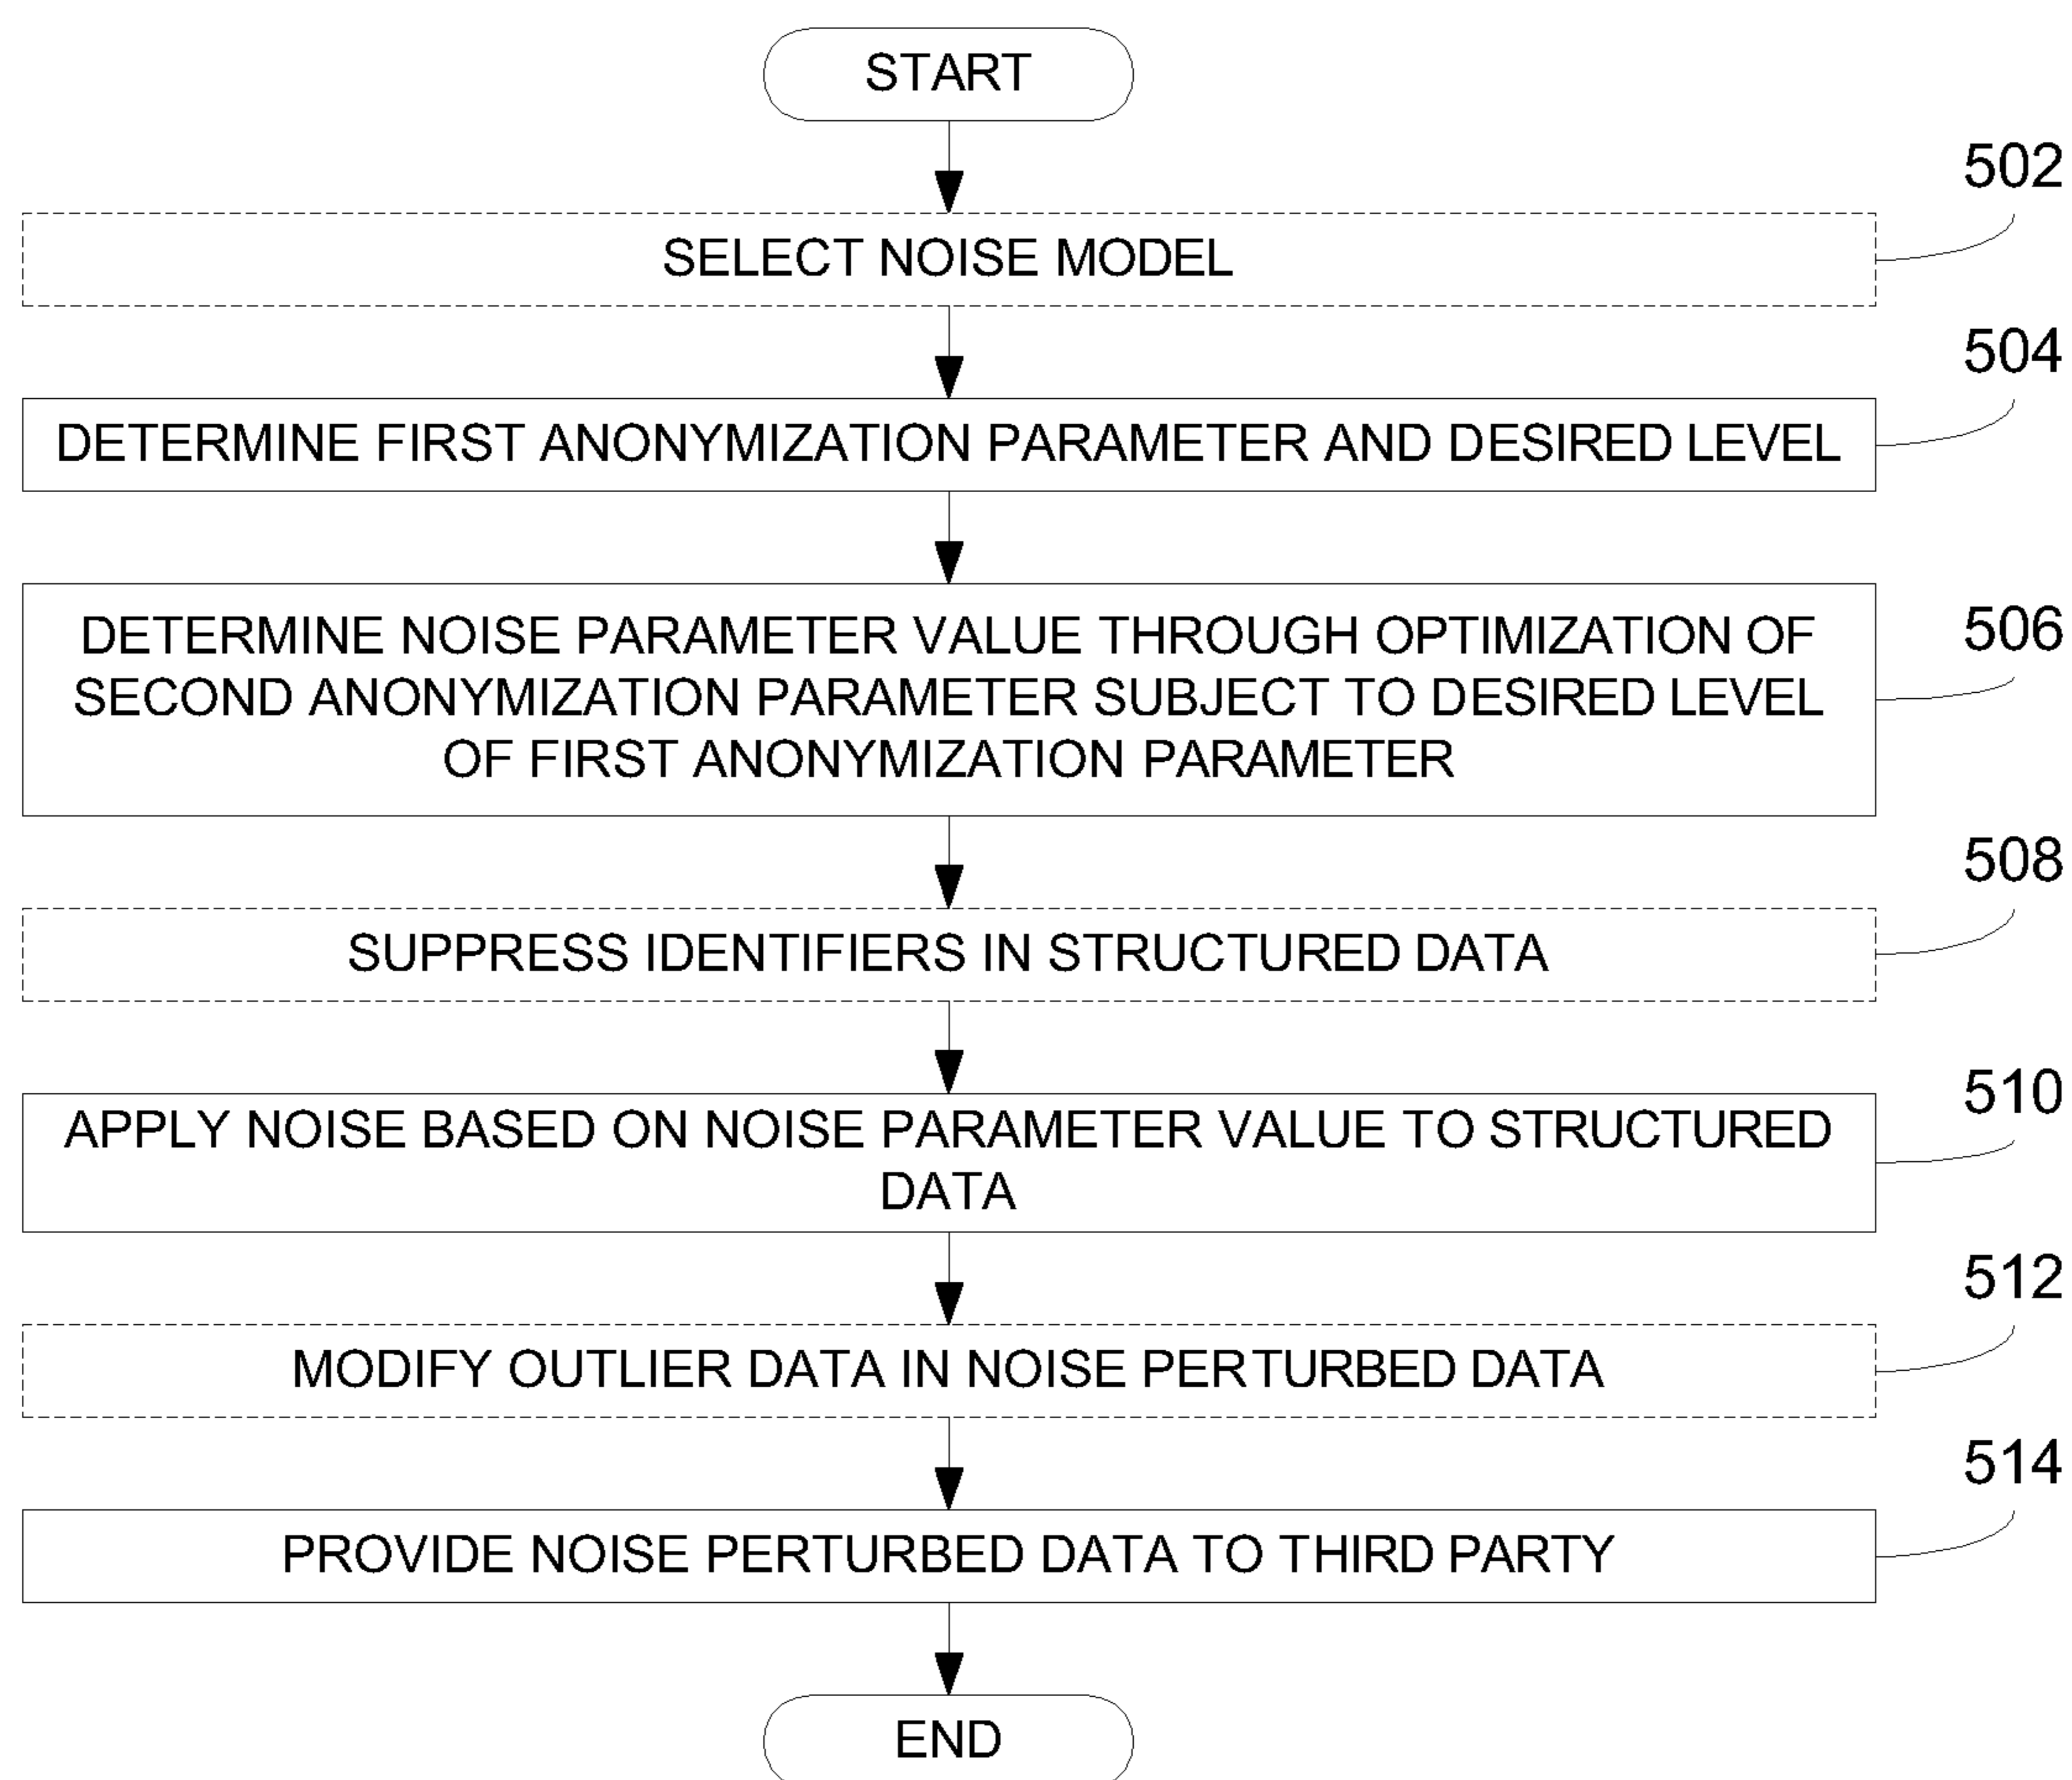 START
502
SELECT NOISE MODEL
504
DETERMINE FIRST ANONYMIZATION PARAMETER AND DESIRED LEVEL
506
DETERMINE NOISE PARAMETER VALUE THROUGH OPTIMIZATION OF
SECOND ANONYMIZATION PARAMETER SUBJECT TO DESIRED LEVEL
OF FIRST ANONYMIZATION PARAMETER
508
SUPPRESS IDENTIFIERS IN STRUCTURED DATA
510
APPLY NOISE BASED ON NOISE PARAMETER VALUE TO STRUCTURED
DATA
512
MODIFY OUTLIER DATA IN NOISE PERTURBED DATA
514
PROVIDE NOISE PERTURBED DATA TO THIRD PARTY
END